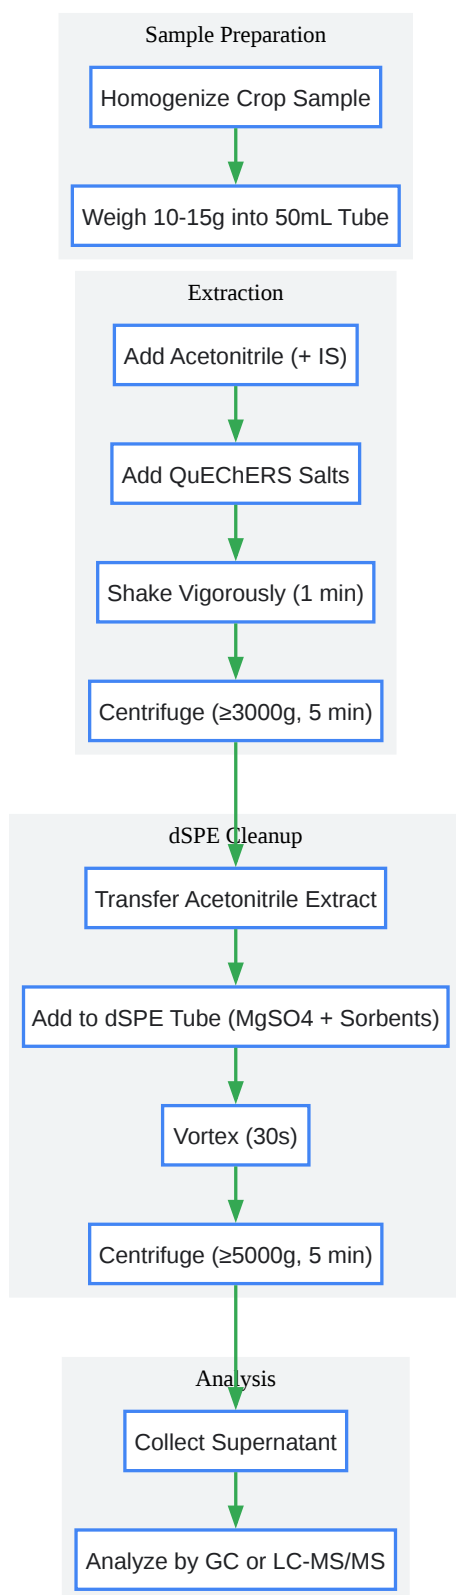 Sample Preparation
Homogenize Crop Sample
Weigh 10-15g into 50mL Tube
Extraction
Add Acetonitrile (+ IS)
Add QuEChERS Salts
Shake Vigorously (1 min)
Centrifuge (≥3000g, 5 min)
dSPE Cleanup
Transfer Acetonitrile Extract
Add to dSPE Tube (MgSO4 + Sorbents)
Vortex (30s)
Centrifuge (≥5000g, 5 min)
Analysis
Collect Supernatant
Analyze by GC or LC-MS/MS